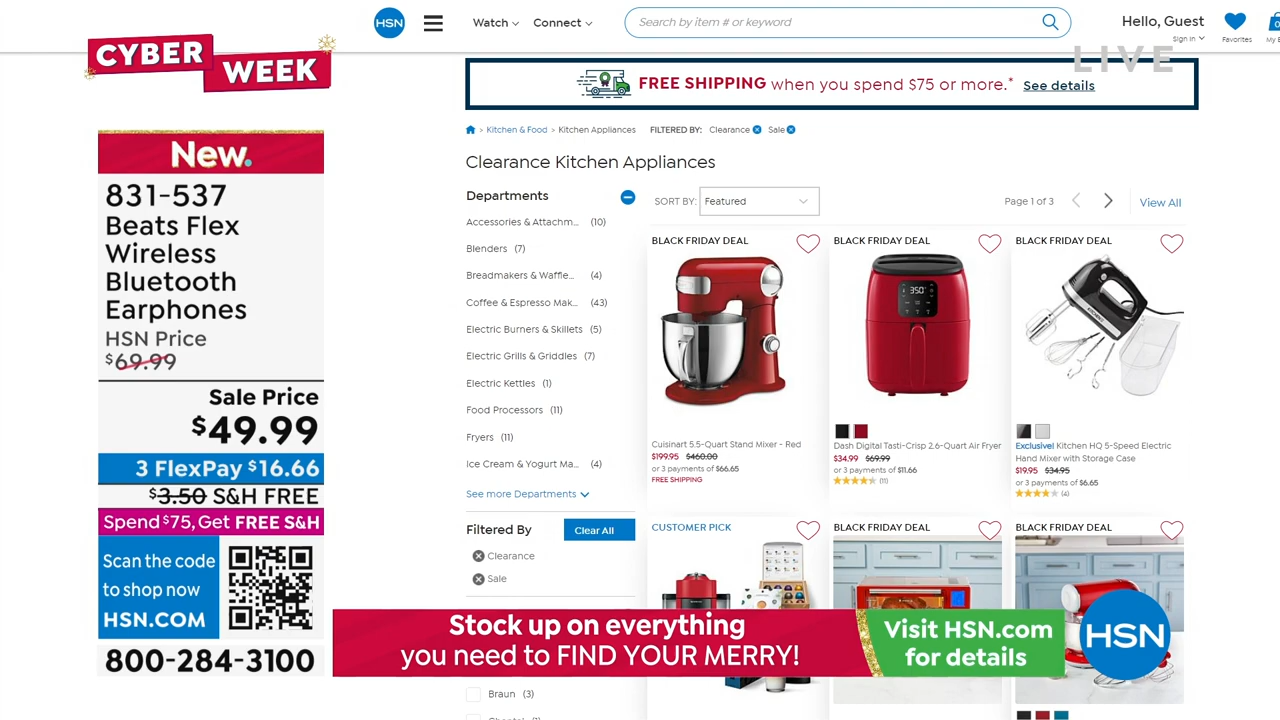 HSN
Watch
Connect
Search by item # or keyword
Hello, Guest
Sign In
Favorites
LIVE
CYBER
WEEK
FREE SHIPPING when you spend $75 or more.* See details
> Kitchen & Food > Kitchen Appliances FILTERED BY: Clearance Sale
Clearance Kitchen Appliances
New.
831-537
Beats Flex
Wireless
Bluetooth
Earphones
HSN Price
$69.99
Sale Price
$49.99
3 FlexPay $16.66
$3.50 S&H FREE
Spend $75, Get FREE S&H
Scan the code
to shop now
HSN.COM
800-284-3100
Departments
Accessories & Attachm... (10)
Blenders (7)
Breadmakers & Waffle... (4)
Coffee & Espresso Mak... (43)
Electric Burners & Skillets (5)
Electric Grills & Griddles (7)
Electric Kettles (1)
Food Processors (11)
Fryers (11)
Ice Cream & Yogurt Ma... (4)
See more Departments
Filtered By Clear All
Clearance
Sale
Braun (3)
SORT BY: Featured
Page 1 of 3
View All
BLACK FRIDAY DEAL
Cuisinart 5.5-Quart Stand Mixer - Red
$199.95 $460.00
or 3 payments of $66.65
FREE SHIPPING
BLACK FRIDAY DEAL
350°
Dash Digital Tasti-Crisp 2.6-Quart Air Fryer
$34.99 $69.99
or 3 payments of $11.66
(11)
BLACK FRIDAY DEAL
Exclusive! Kitchen HQ 5-Speed Electric
Hand Mixer with Storage Case
$19.95 $34.95
or 3 payments of $6.65
(4)
CUSTOMER PICK
BLACK FRIDAY DEAL
BLACK FRIDAY DEAL
Stock up on everything
you need to FIND YOUR MERRY!
Visit HSN.com
for details
HSN